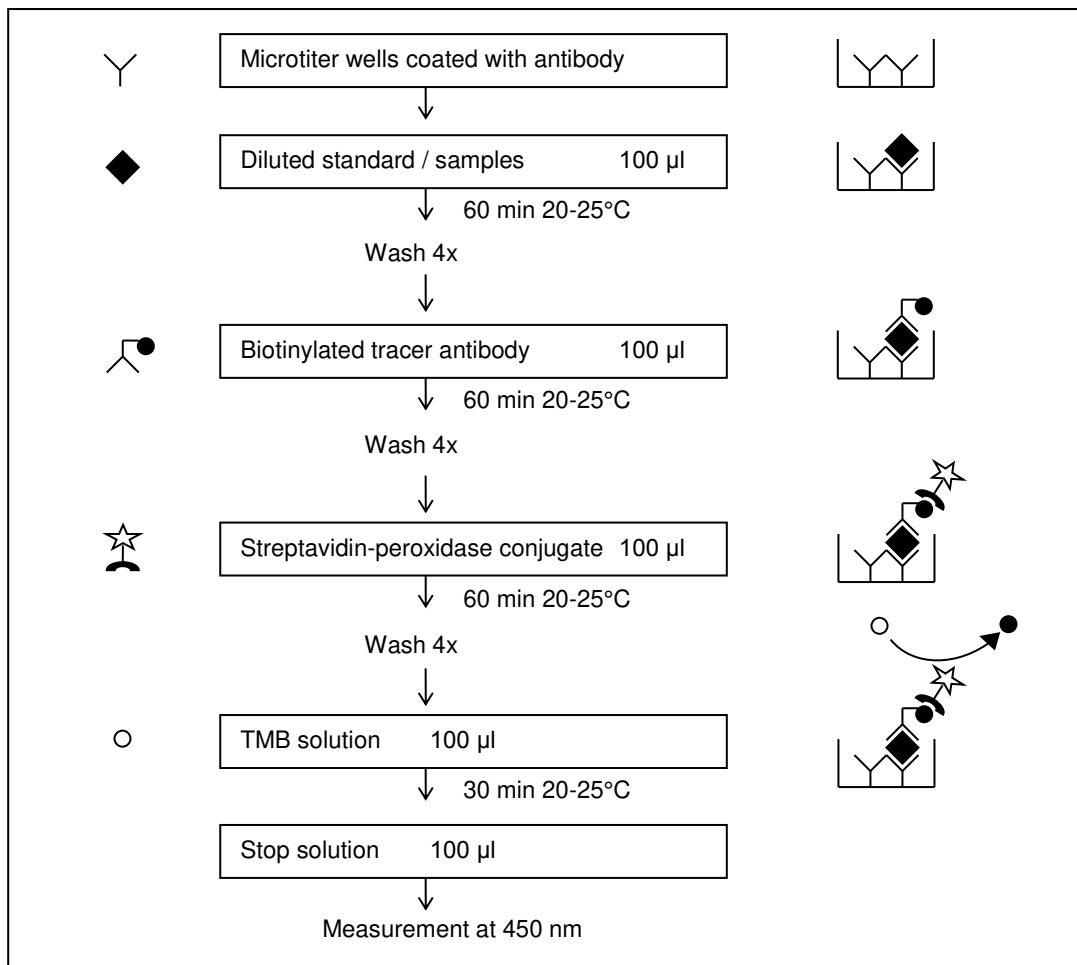 Microtiter wells coated with antibody
Diluted standard / samples 100 µl
60 min 20-25°C
Wash 4x
Biotinylated tracer antibody 100 µl
60 min 20-25°C
Wash 4x
Streptavidin-peroxidase conjugate 100 µl
60 min 20-25°C
Wash 4x
TMB solution 100 µl
30 min 20-25°C
Stop solution 100 µl
Measurement at 450 nm